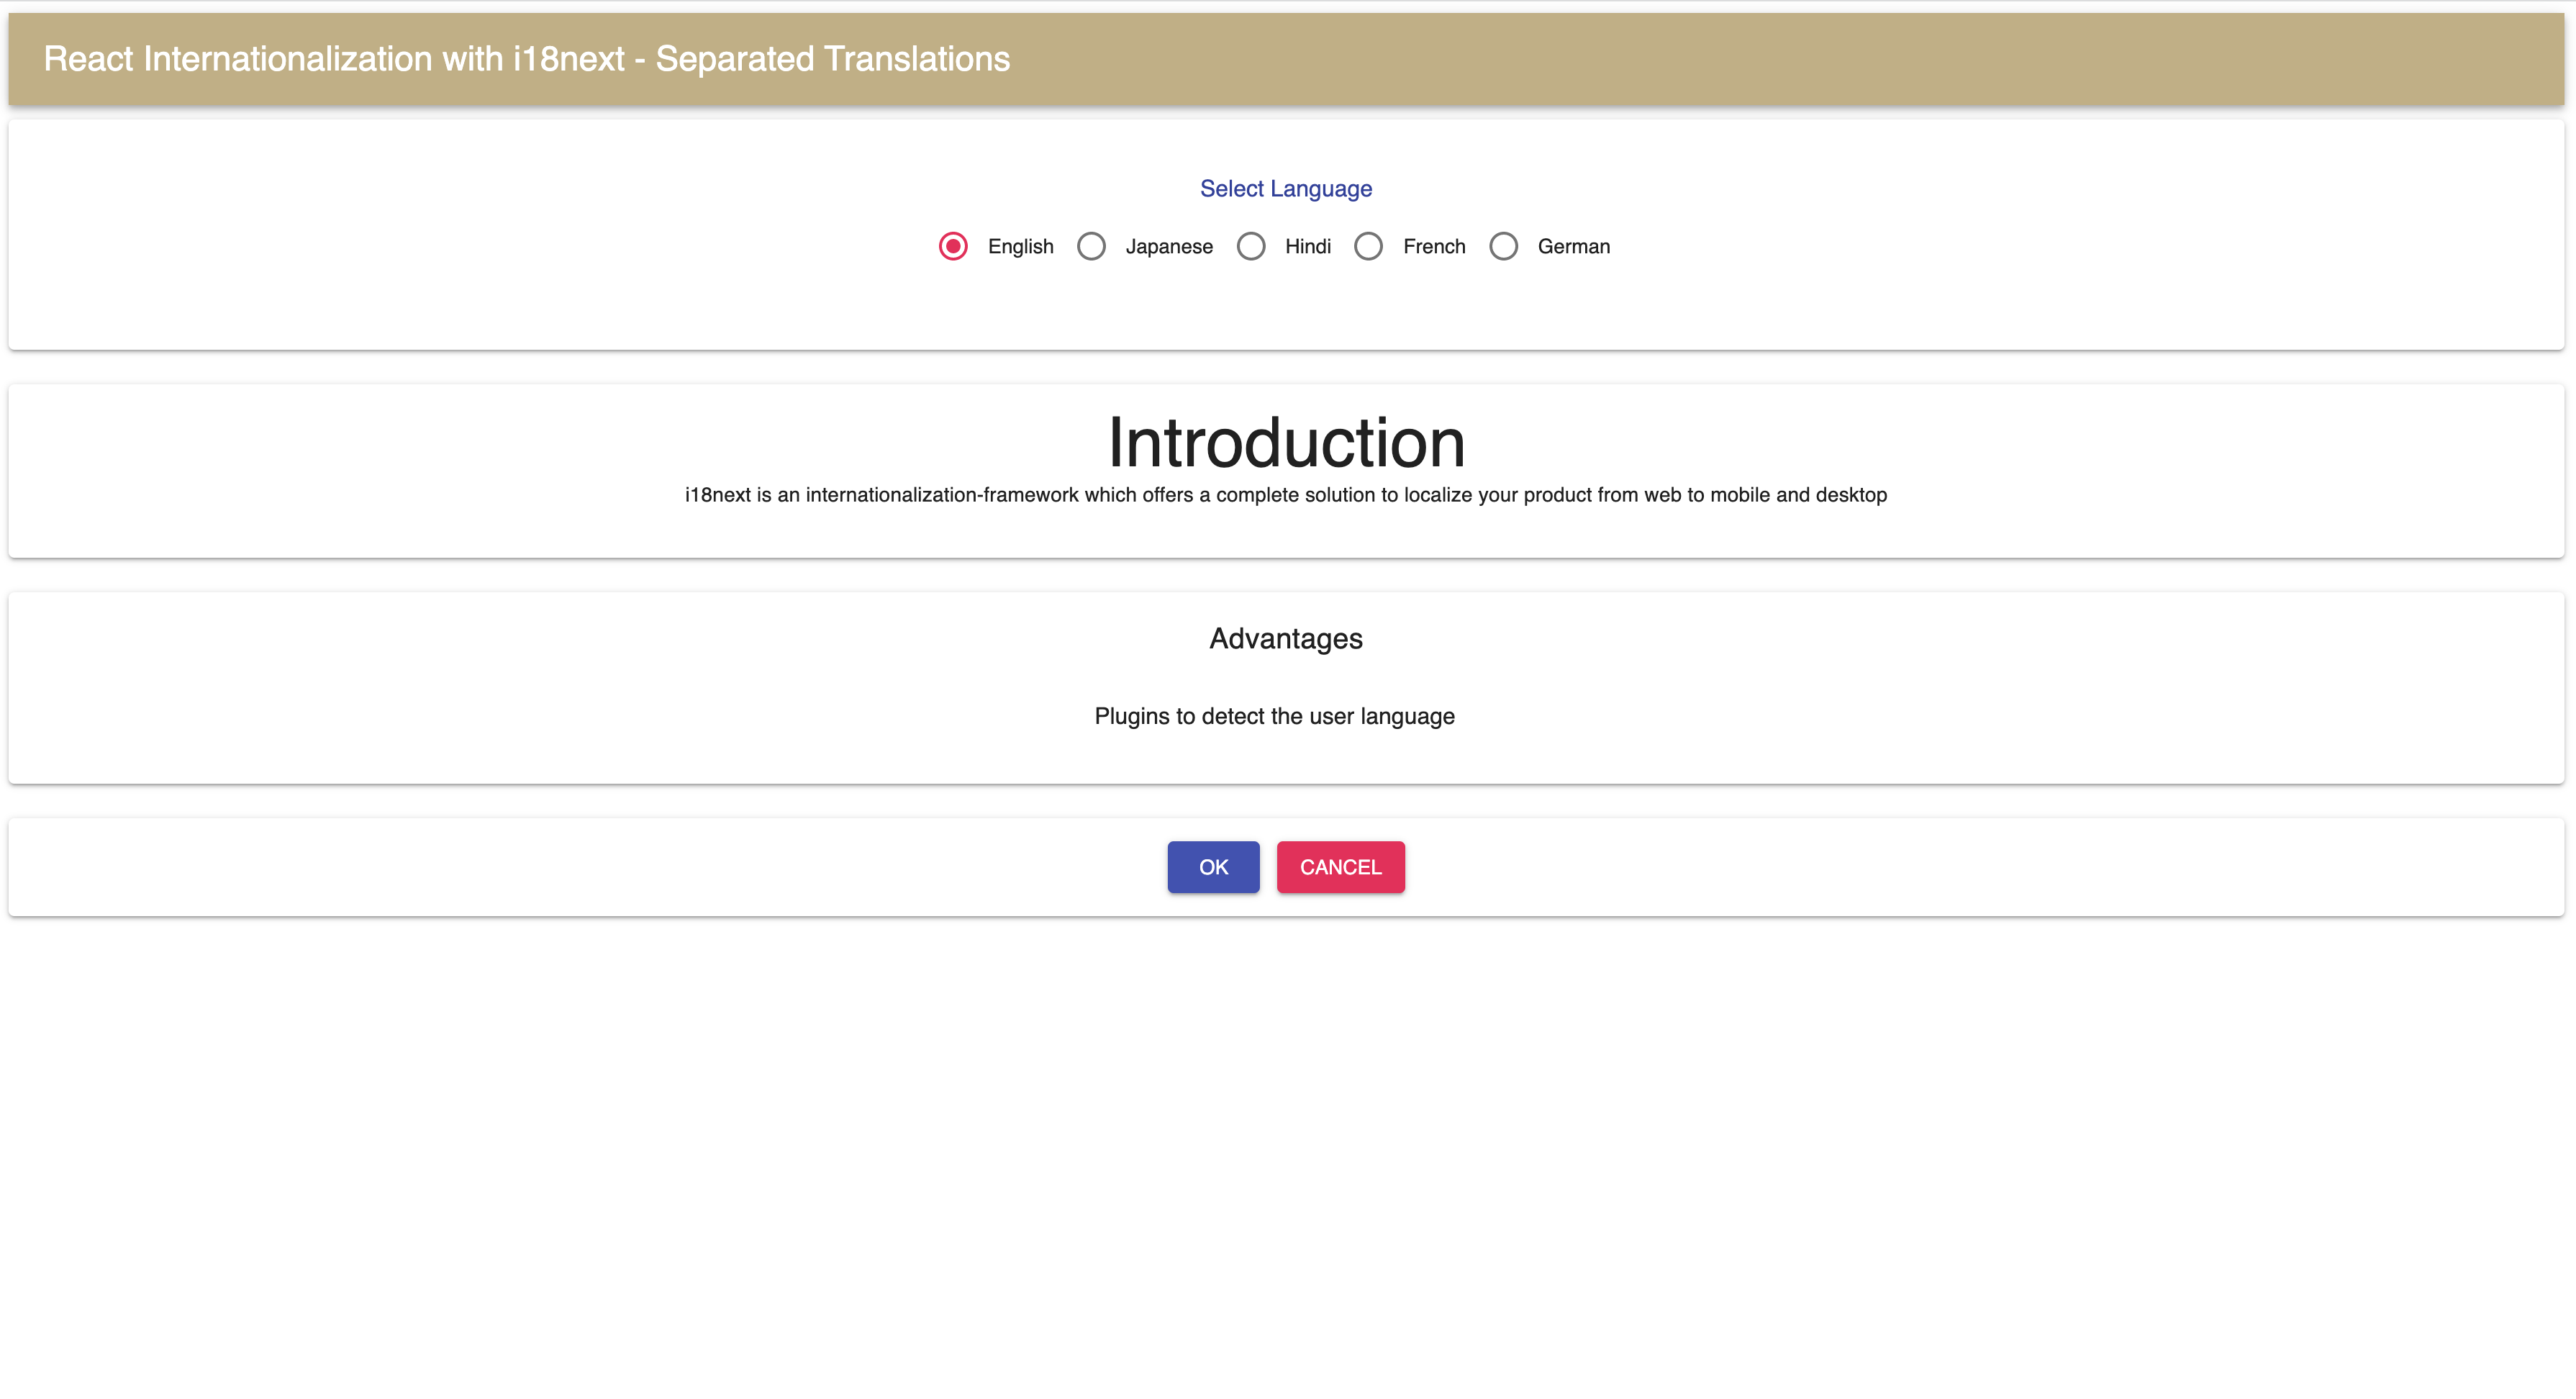 React Internationalization with i18next - Separated Translations
Select Language
English Japanese Hindi French German
Introduction
i18next is an internationalization-framework which offers a complete solution to localize your product from web to mobile and desktop
Advantages
Plugins to detect the user language
OK CANCEL